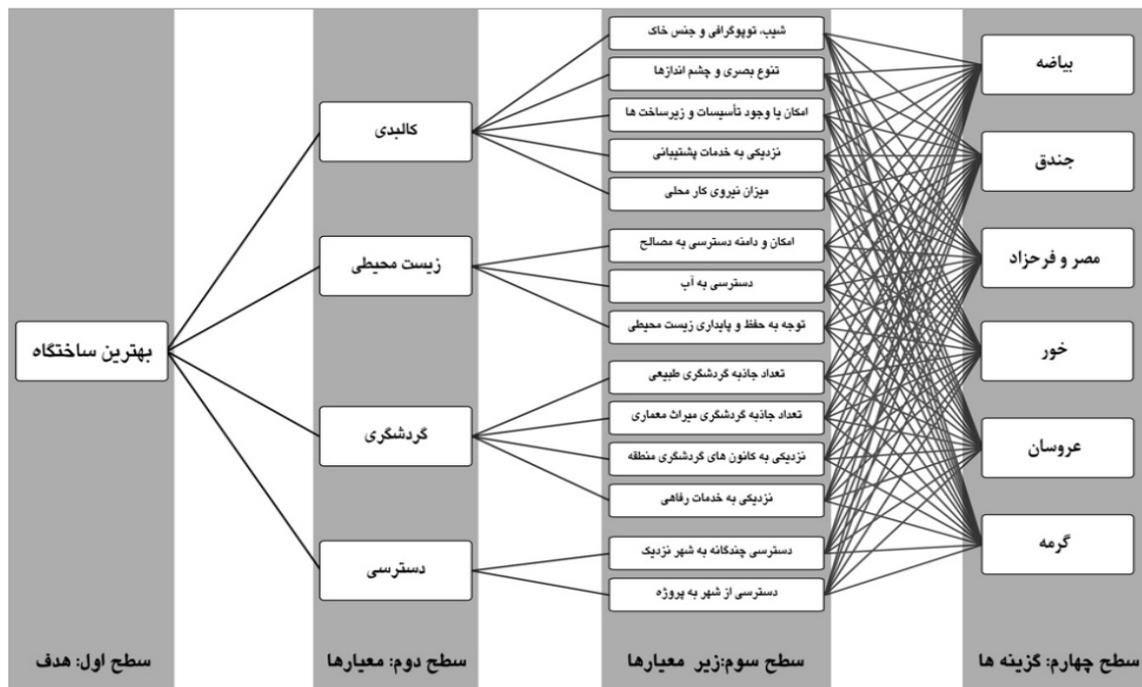 بهترین ساختگاه
سطح اول: هدف
کالبدی
زیست محیطی
گردشگری
دسترسی
سطح دوم: معیارها
شیب، توپوگرافی و جنس خاک
تنوع بصری و چشم اندازها
امکان یا وجود تأسیسات و زیرساخت ها
نزدیکی به خدمات پشتیبانی
میزان نیروی کار محلی
امکان و دامنه دسترسی به مصالح
دسترسی به آب
توجه به حفظ و پایداری زیست محیطی
تعداد جاذبه گردشگری طبیعی
تعداد جاذبه گردشگری میراث معماری
نزدیکی به کانون های گردشگری منطقه
نزدیکی به خدمات رفاهی
دسترسی چندگانه به شهر نزدیک
دسترسی از شهر به پروژه
سطح سوم:زیر معیارها
بیاضه
جندق
مصر و فرحزاد
خور
عروسان
گرمه
سطح چهارم: گزینه ها